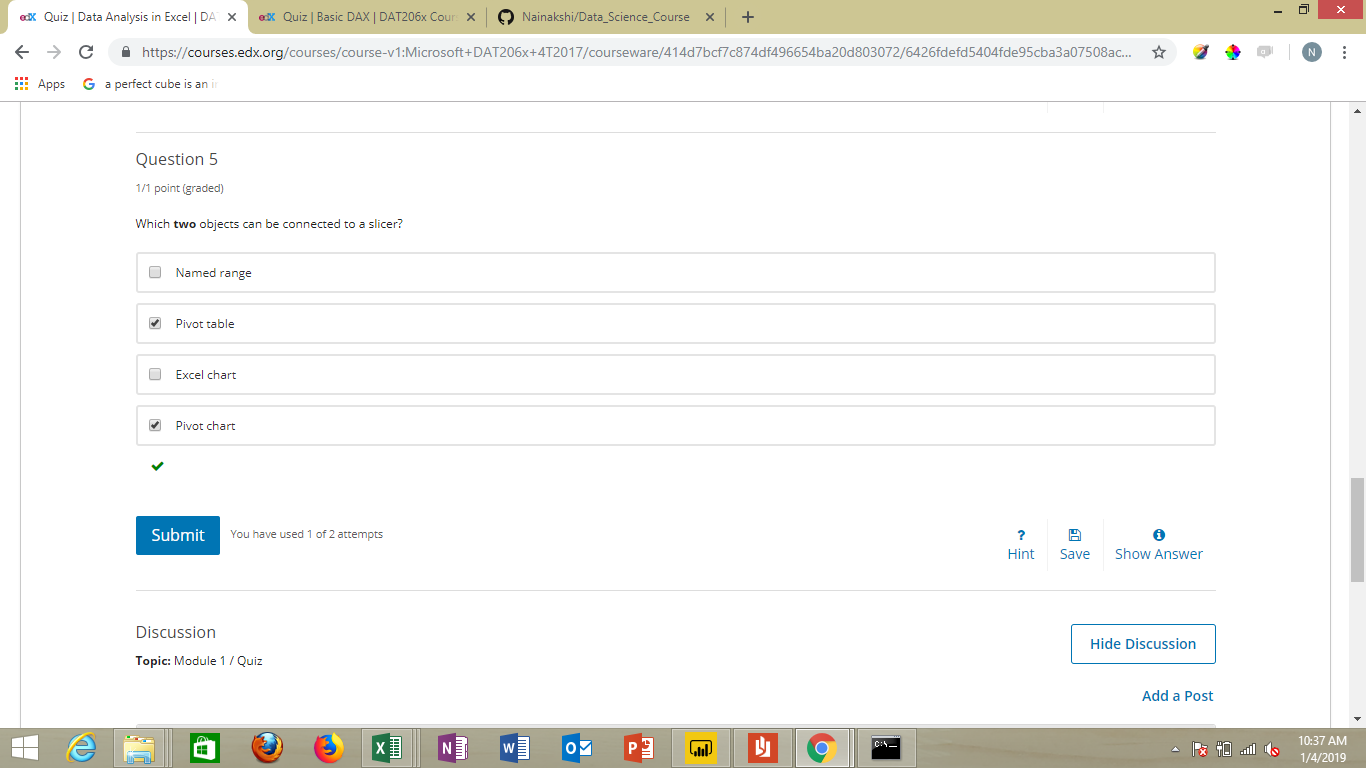 edX Quiz | Data Analysis in Excel | DA
edX Quiz | Basic DAX | DAT206x Cour
Nainakshi/Data_Science_Course
https://courses.edx.org/courses/course-v1:Microsoft+DAT206x+4T2017/courseware/414d7bcf7c874df496654ba20d803072/6426fdefd5404fde95cba3a07508ac...
N
Apps
G a perfect cube is an i
Question 5
1/1 point (graded)
Which two objects can be connected to a slicer?
Named range
Pivot table
Excel chart
Pivot chart
Submit
You have used 1 of 2 attempts
? Hint
Save
Show Answer
Discussion
Hide Discussion
Topic: Module 1 / Quiz
Add a Post
10:37 AM
1/4/2019